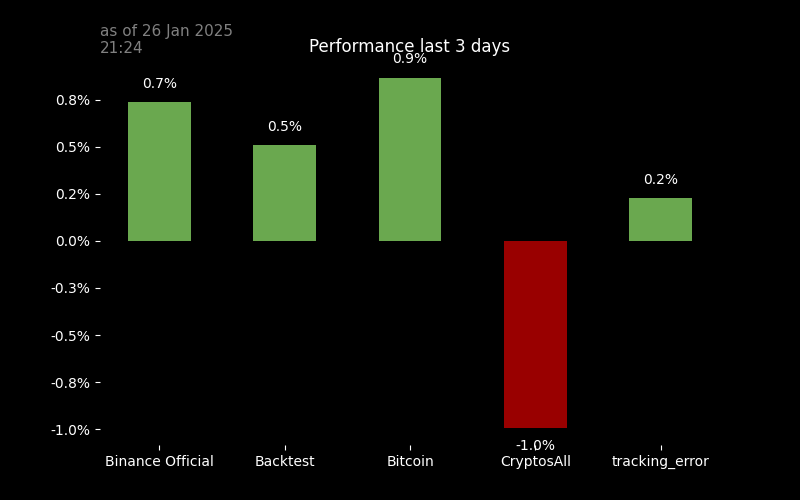 as of 26 Jan 2025
21:24
Performance last 3 days
0.7%
0.5%
0.9%
-1.0%
0.2%
0.8%
0.5%
0.2%
0.0%
-0.3%
-0.5%
-0.8%
-1.0%
Binance Official
Backtest
Bitcoin
CryptosAll
tracking_error